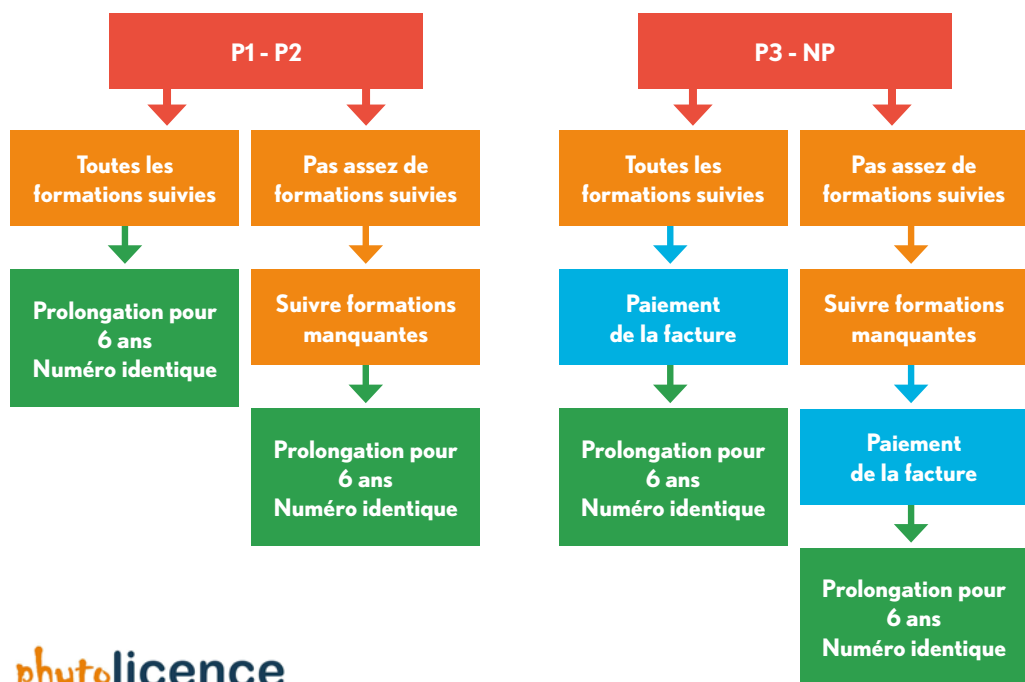 P1 - P2
Toutes les
formations suivies
Pas assez de
formations suivies
Prolongation pour
6 ans
Numéro identique
Suivre formations
manquantes
Prolongation pour
6 ans
Numéro identique
P3 - NP
Toutes les
formations suivies
Pas assez de
formations suivies
Paiement
de la facture
Suivre formations
manquantes
Prolongation pour
6 ans
Numéro identique
Paiement
de la facture
Prolongation pour
6 ans
Numéro identique
phytolicence